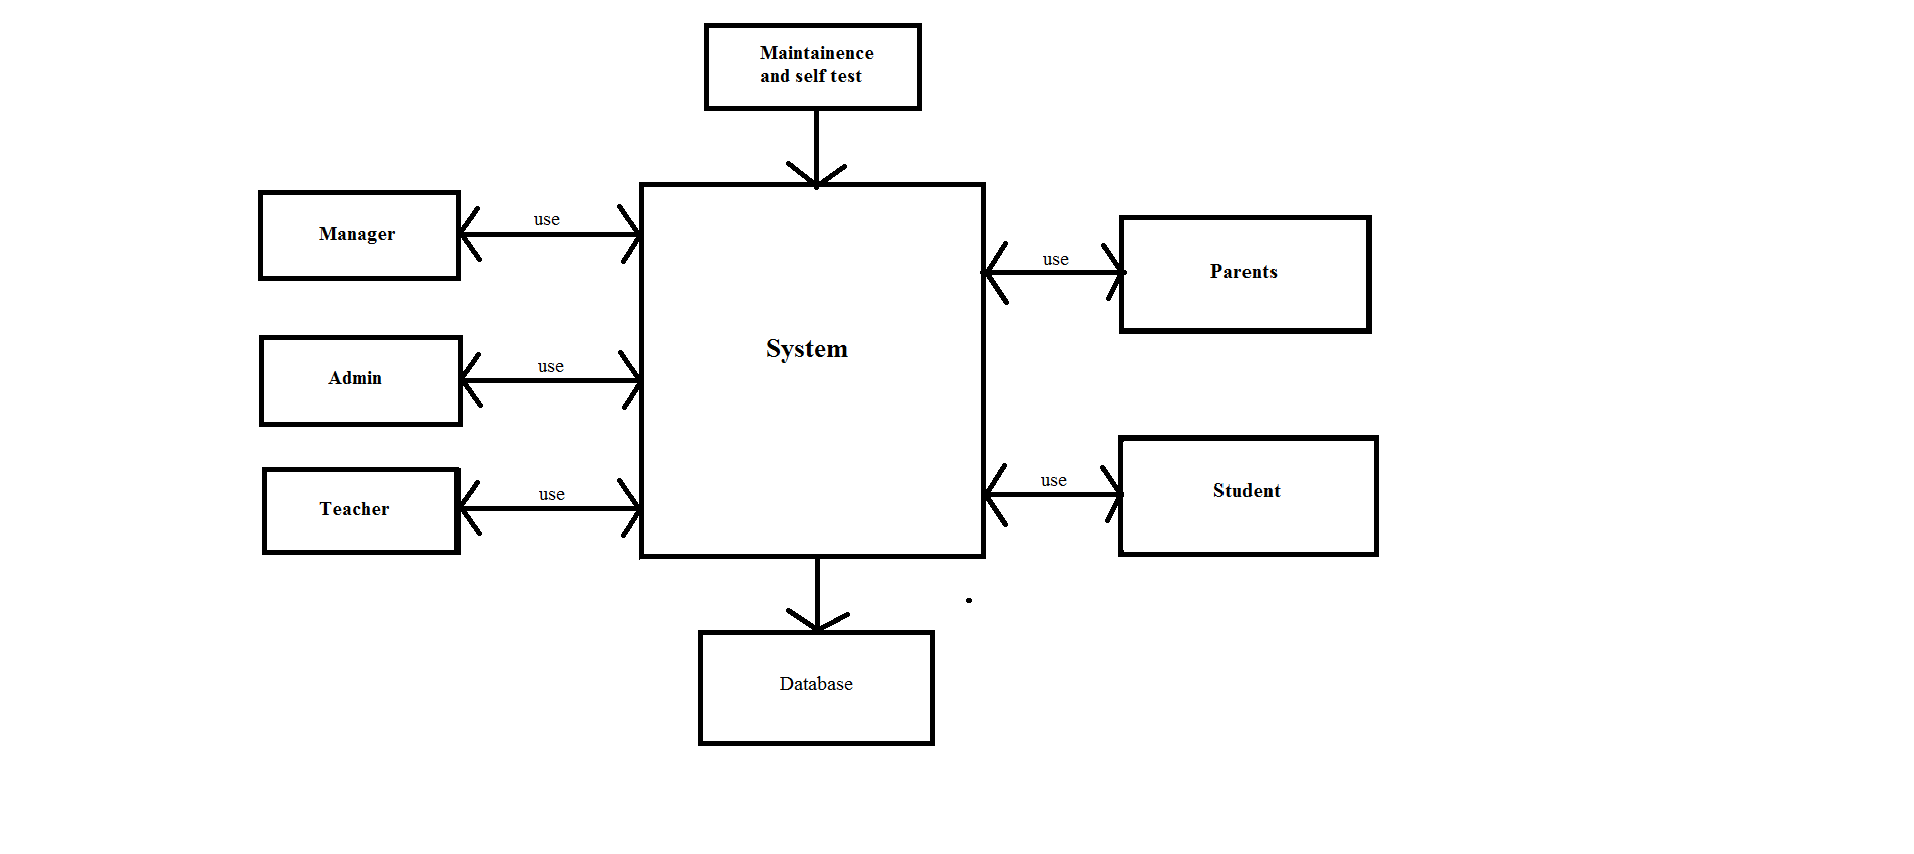 Maintainence
and self test
Manager
use
use
Parents
System
Admin
use
Teacher
use
use
Student
Database